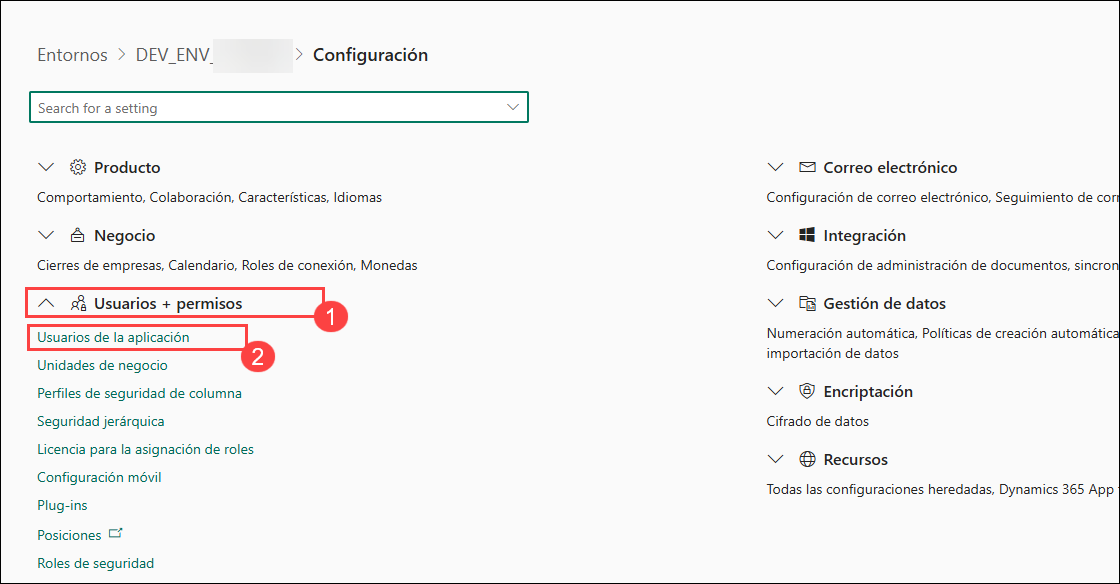 Entornos > DEV_ENV_ > Configuración
Search for a setting
Producto
Comportamiento, Colaboración, Características, Idiomas
Negocio
Cierres de empresas, Calendario, Roles de conexión, Monedas
Usuarios + permisos
1
Usuarios de la aplicación
2
Unidades de negocio
Perfiles de seguridad de columna
Seguridad jerárquica
Licencia para la asignación de roles
Configuración móvil
Plug-ins
Posiciones
Roles de seguridad
Correo electrónico
Configuración de correo electrónico, Seguimiento de cor
Integración
Configuración de administración de documentos, sincron
Gestión de datos
Numeración automática, Políticas de creación automática
importación de datos
Encriptación
Cifrado de datos
Recursos
Todas las configuraciones heredadas, Dynamics 365 App